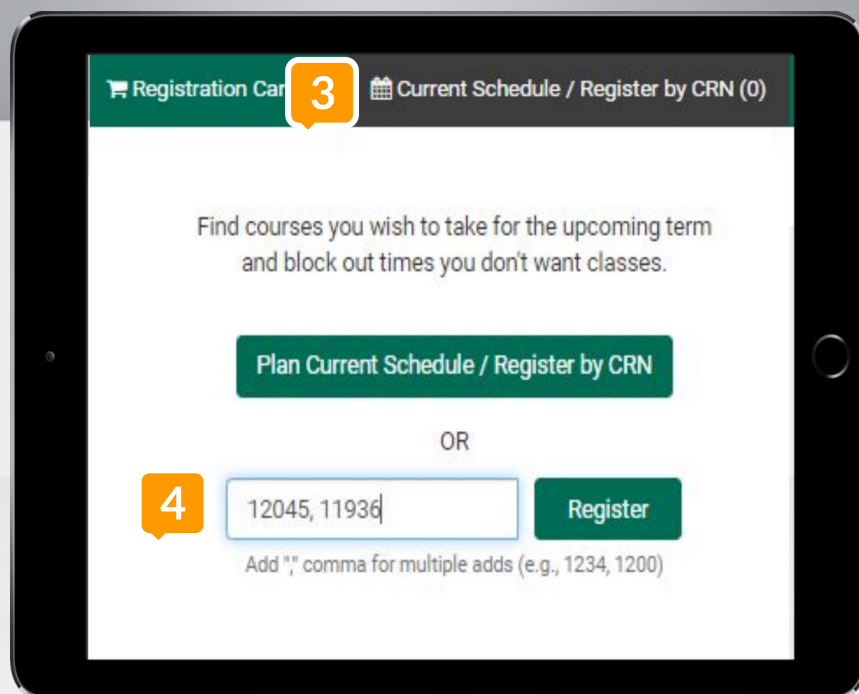 Registration Car
3
Current Schedule / Register by CRN (0)
Find courses you wish to take for the upcoming term
and block out times you don't want classes.
Plan Current Schedule / Register by CRN
OR
4
12045, 11936
Register
Add "," comma for multiple adds (e.g., 1234, 1200)